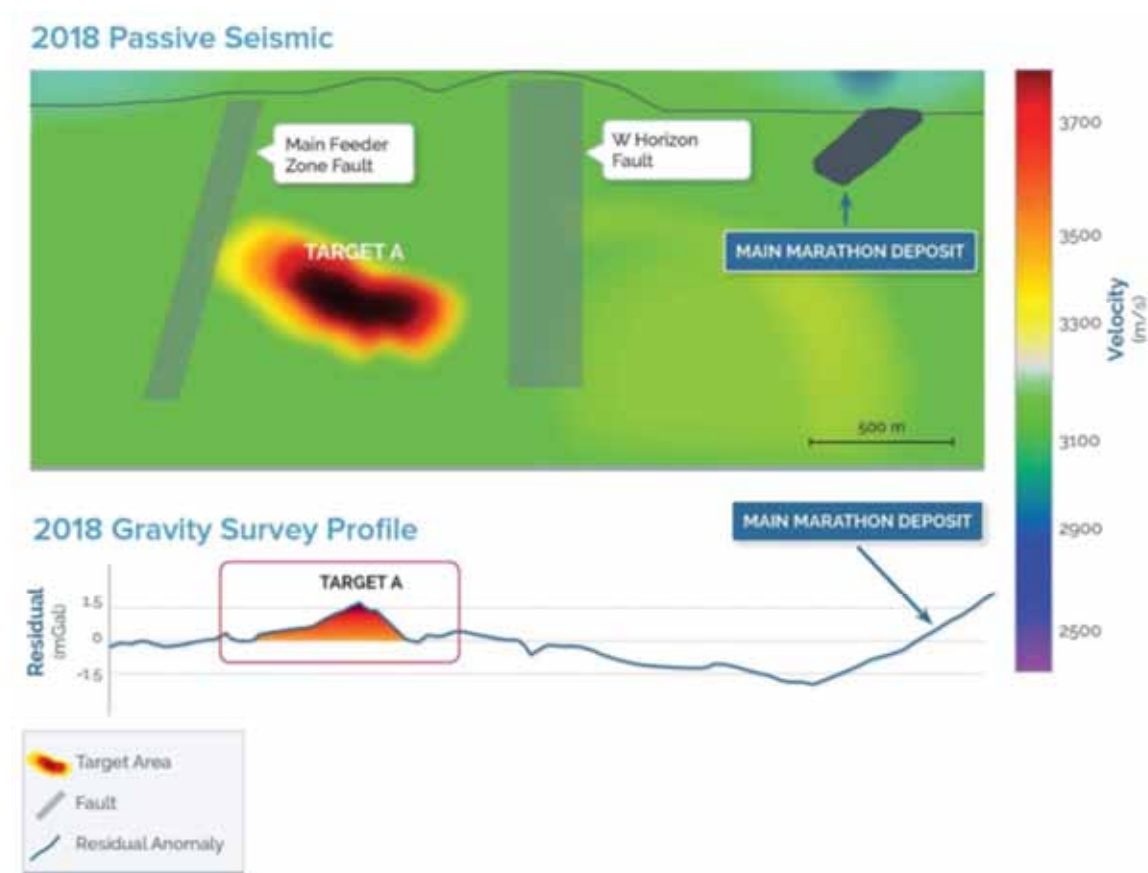 2018 Passive Seismic
Main Feeder
Zone Fault
W Horizon
Fault
TARGET A
MAIN MARATHON DEPOSIT
500 m
3700
3500
3300
3100
2900
2500
Velocity
(m/s)
2018 Gravity Survey Profile
MAIN MARATHON DEPOSIT
TARGET A
Residual
(mGal)
1.5
0
-1.5
Target Area
Fault
Residual Anomaly